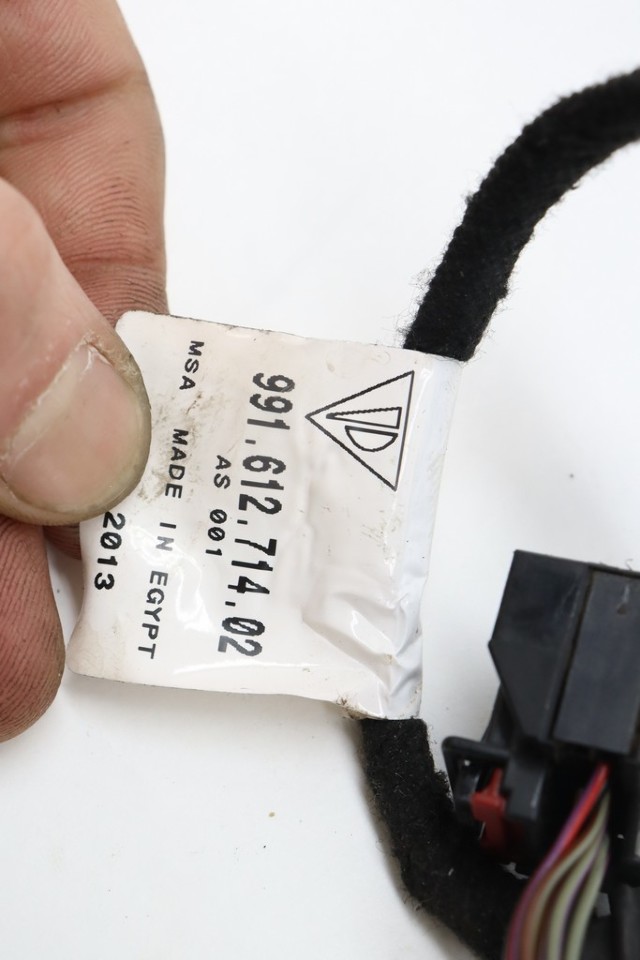 991.612.714.02
AS 001
MSA MADE IN EGYPT
2013